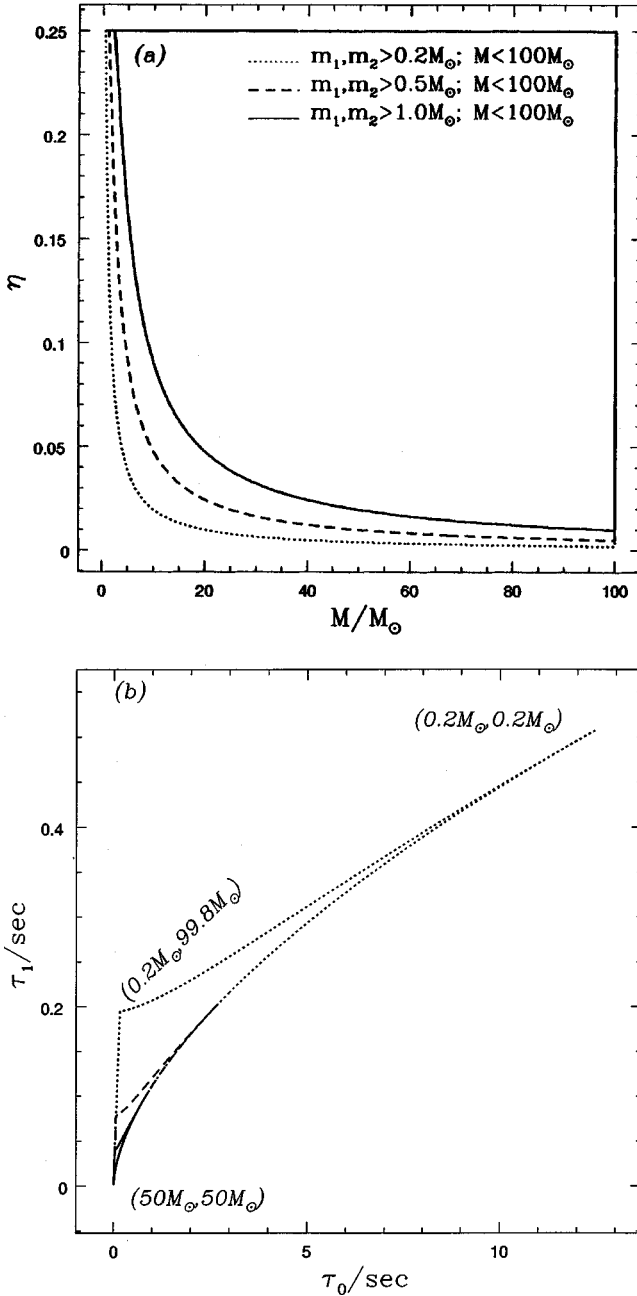 (a)
m₁,m₂>0.2M⊙; M<100M⊙
m₁,m₂>0.5M⊙; M<100M⊙
m₁,m₂>1.0M⊙; M<100M⊙
0.25
0.2
0.15
0.1
0.05
0
η
0 20 40 60 80 100
M/M⊙
(b)
(0.2M⊙,0.2M⊙)
(0.2M⊙,99.8M⊙)
(50M⊙,50M⊙)
0.4
0.2
0
τ₁/sec
0 5 10
τ₀/sec